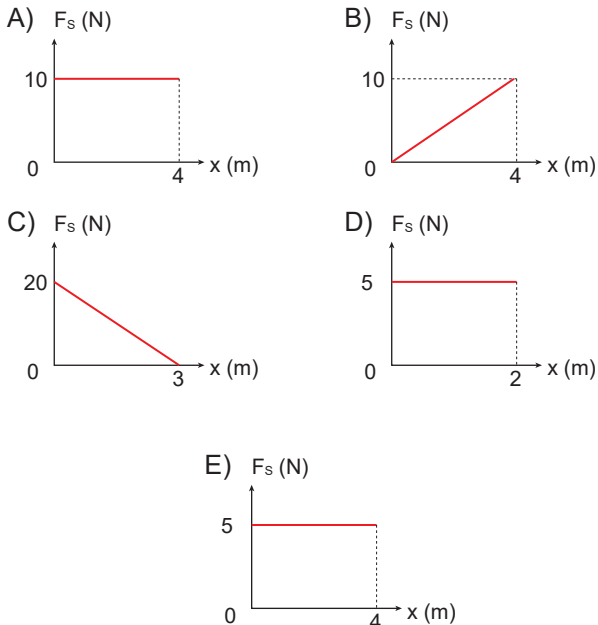 A) Fs (N)
10
0
4
x (m)
B) Fs (N)
10
0
4
x (m)
C) Fs (N)
20
0
3
x (m)
D) Fs (N)
5
0
2
x (m)
E) Fs (N)
5
0
4
x (m)